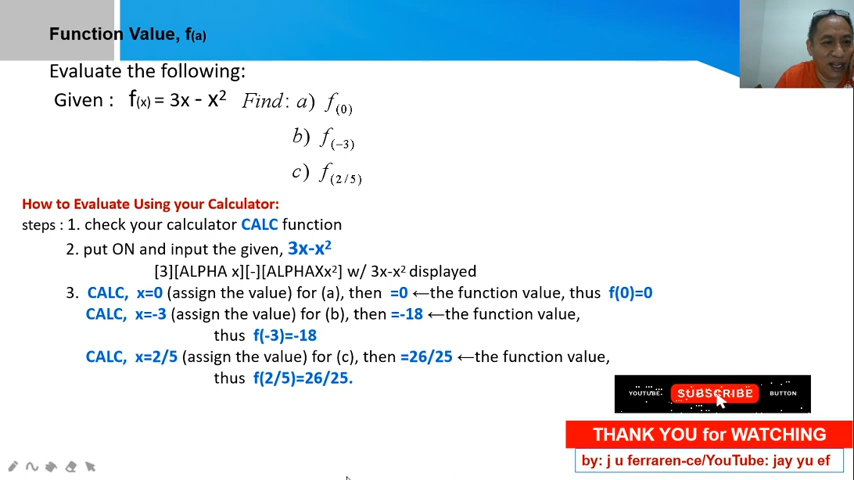 Function Value, f(a)
Evaluate the following:
Given : f(x) = 3x - x² Find: a) f(0)
b) f(−3)
c) f(2/5)
How to Evaluate Using your Calculator:
steps : 1. check your calculator CALC function
2. put ON and input the given, 3x-x²
[3][ALPHA x][-][ALPHAXx²] w/ 3x-x² displayed
3. CALC, x=0 (assign the value) for (a), then =0 ←the function value, thus f(0)=0
CALC, x=-3 (assign the value) for (b), then =-18 ←the function value,
thus f(-3)=-18
CALC, x=2/5 (assign the value) for (c), then =26/25 ←the function value,
thus f(2/5)=26/25.
YOUTUBE SUBSCRIBE BUTTON
THANK YOU for WATCHING
by: j u ferraren-ce/YouTube: jay yu ef